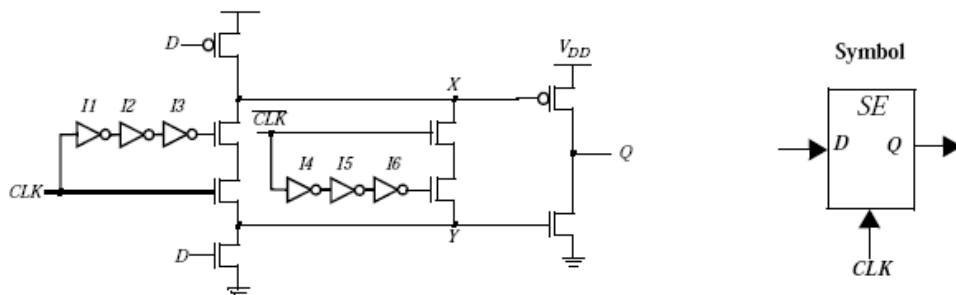 D
V_DD
Symbol
X
I1 I2 I3
CLK̅
SE
D Q
Q
I4 I5 I6
CLK
Y
D
CLK